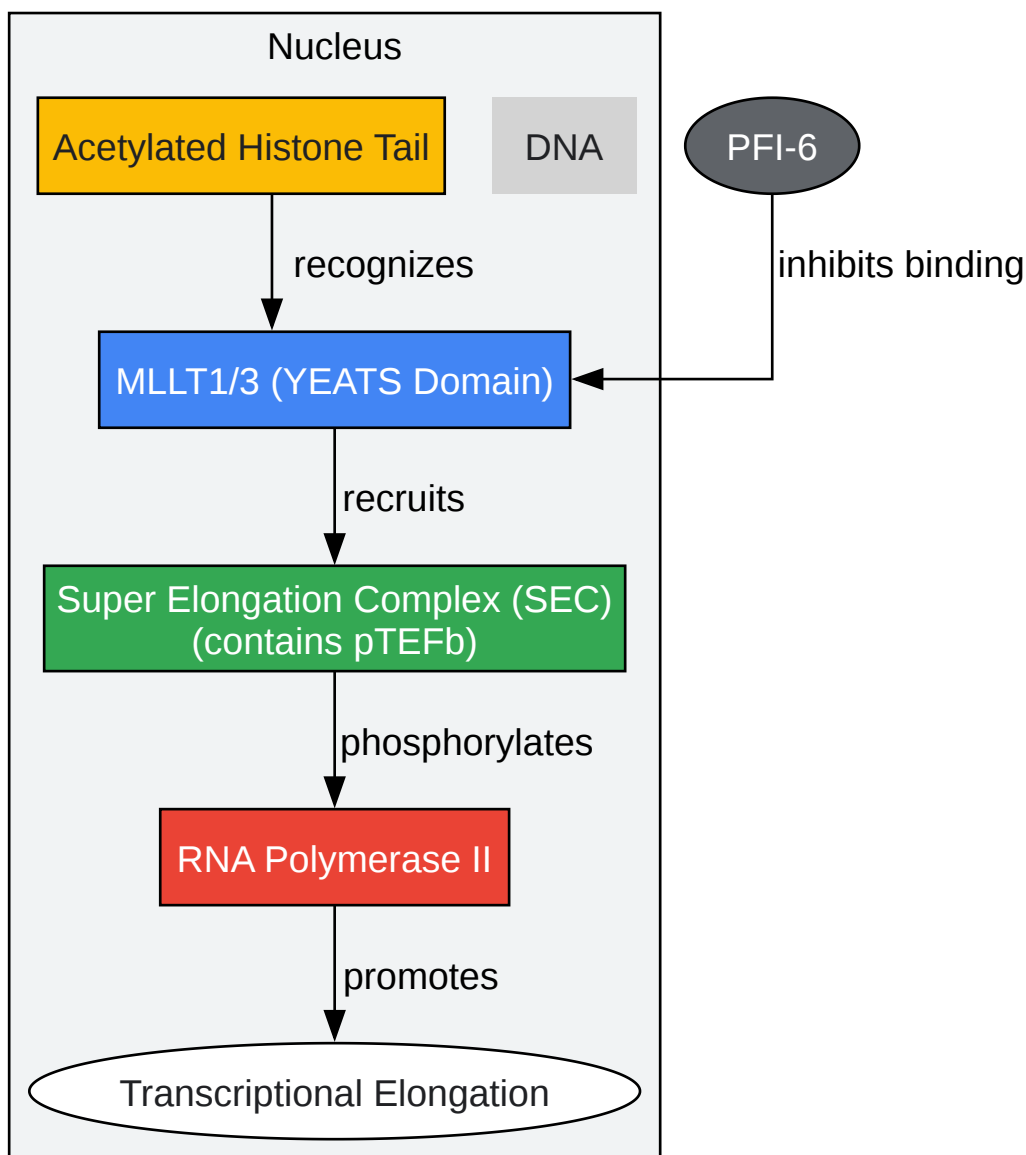 Nucleus
Acetylated Histone Tail
DNA
PFI-6
recognizes
inhibits binding
MLLT1/3 (YEATS Domain)
recruits
Super Elongation Complex (SEC)
(contains pTEFb)
phosphorylates
RNA Polymerase II
promotes
Transcriptional Elongation